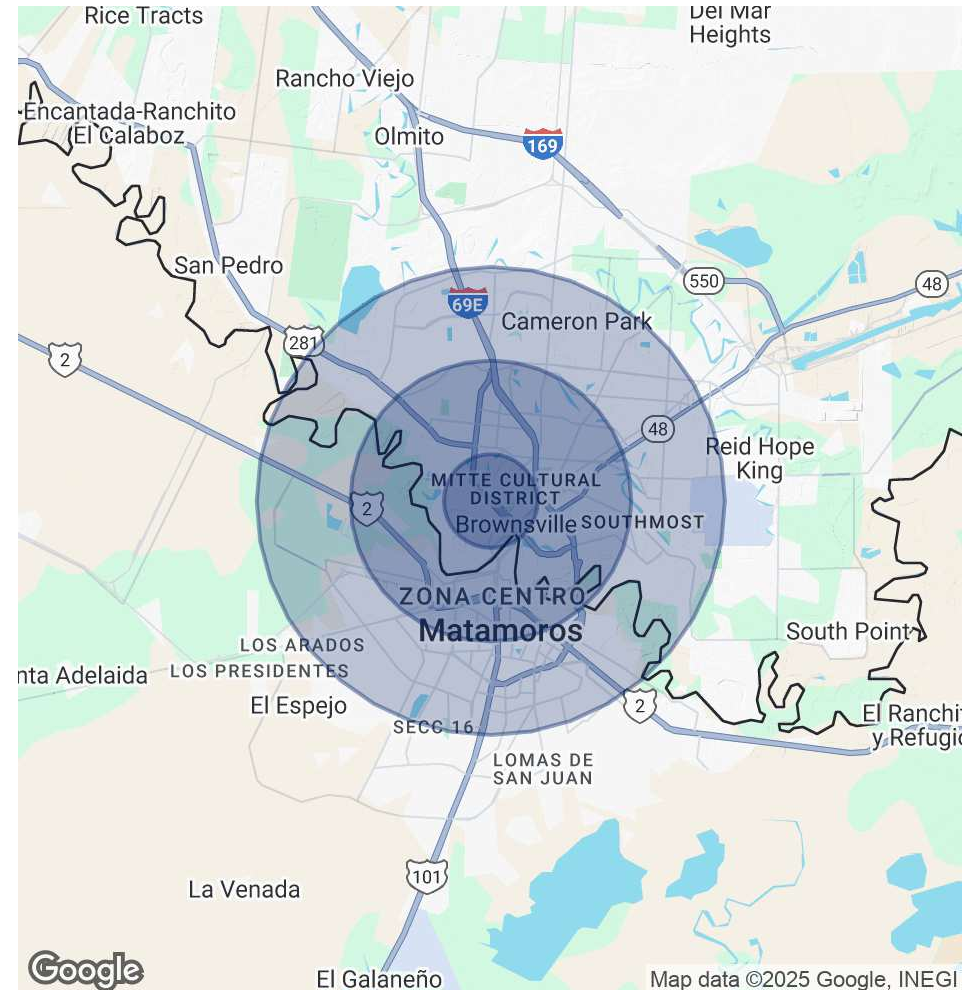 Rice Tracts
Del Mar
Heights
Rancho Viejo
Encantada-Ranchito
El Calaboz
Olmito
169
San Pedro
550
48
69E
Cameron Park
281
2
48
Reid Hope
King
MITTE CULTURAL
DISTRICT
2
Brownsville
SOUTHMOST
ZONA CENTRO
Matamoros
South Point
LOS ARADOS
nta Adelaida
LOS PRESIDENTES
El Espejo
2
El Ranchit
y Refugio
SECC 16
LOMAS DE
SAN JUAN
101
La Venada
Google
El Galaneño
Map data ©2025 Google, INEGI